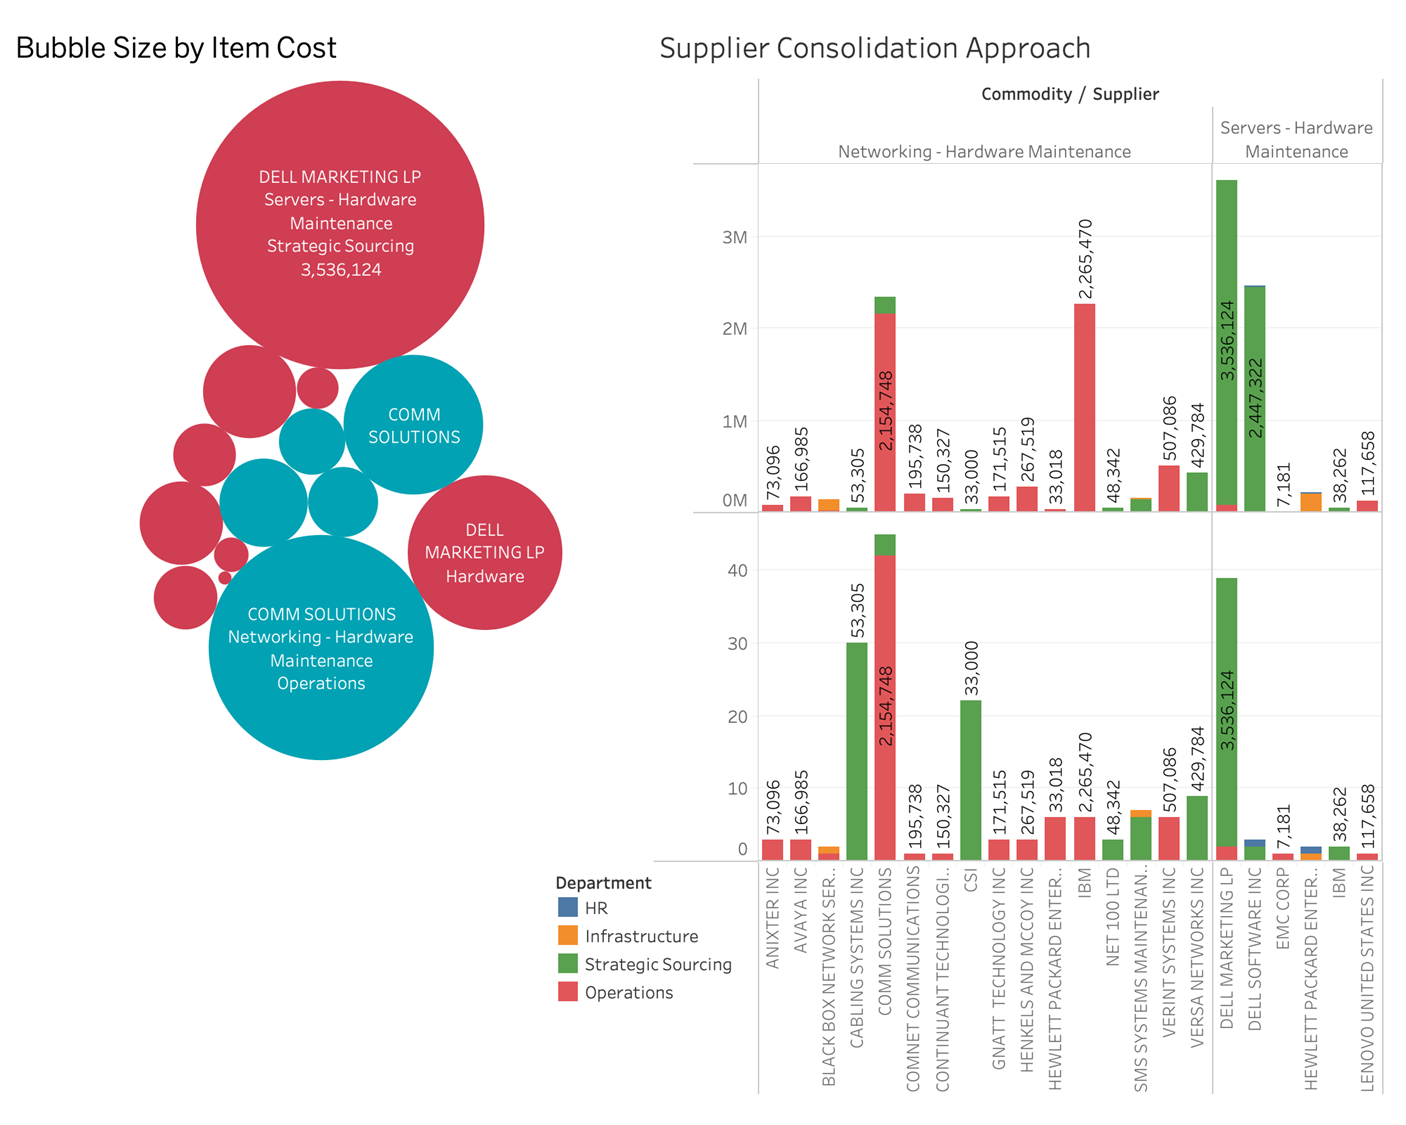 Bubble Size by Item Cost
DELL MARKETING LP
Servers - Hardware
Maintenance
Strategic Sourcing
3,536,124
COMM
SOLUTIONS
DELL
MARKETING LP
Hardware
COMM SOLUTIONS
Networking - Hardware
Maintenance
Operations
Supplier Consolidation Approach
Commodity / Supplier
Networking - Hardware Maintenance
Servers - Hardware
Maintenance
3M
2M
1M
0M
73,096
166,985
53,305
2,154,748
195,738
150,327
33,000
171,515
267,519
33,018
2,265,470
48,342
507,086
429,784
3,536,124
2,447,322
7,181
38,262
117,658
40
30
20
10
0
73,096
166,985
53,305
2,154,748
195,738
150,327
33,000
171,515
267,519
33,018
2,265,470
48,342
507,086
429,784
3,536,124
7,181
38,262
117,658
ANIXTER INC
AVAYA INC
BLACK BOX NETWORK SER..
CABLING SYSTEMS INC
COMM SOLUTIONS
COMNET COMMUNICATIONS
CONTINUANT TECHNOLOGI..
CSI
GNATT TECHNOLOGY INC
HENKELS AND MCCOY INC
HEWLETT PACKARD ENTER..
IBM
NET 100 LTD
SMS SYSTEMS MAINTENAN..
VERINT SYSTEMS INC
VERSA NETWORKS INC
DELL MARKETING LP
DELL SOFTWARE INC
EMC CORP
HEWLETT PACKARD ENTER..
IBM
LENOVO UNITED STATES INC
Department
HR
Infrastructure
Strategic Sourcing
Operations